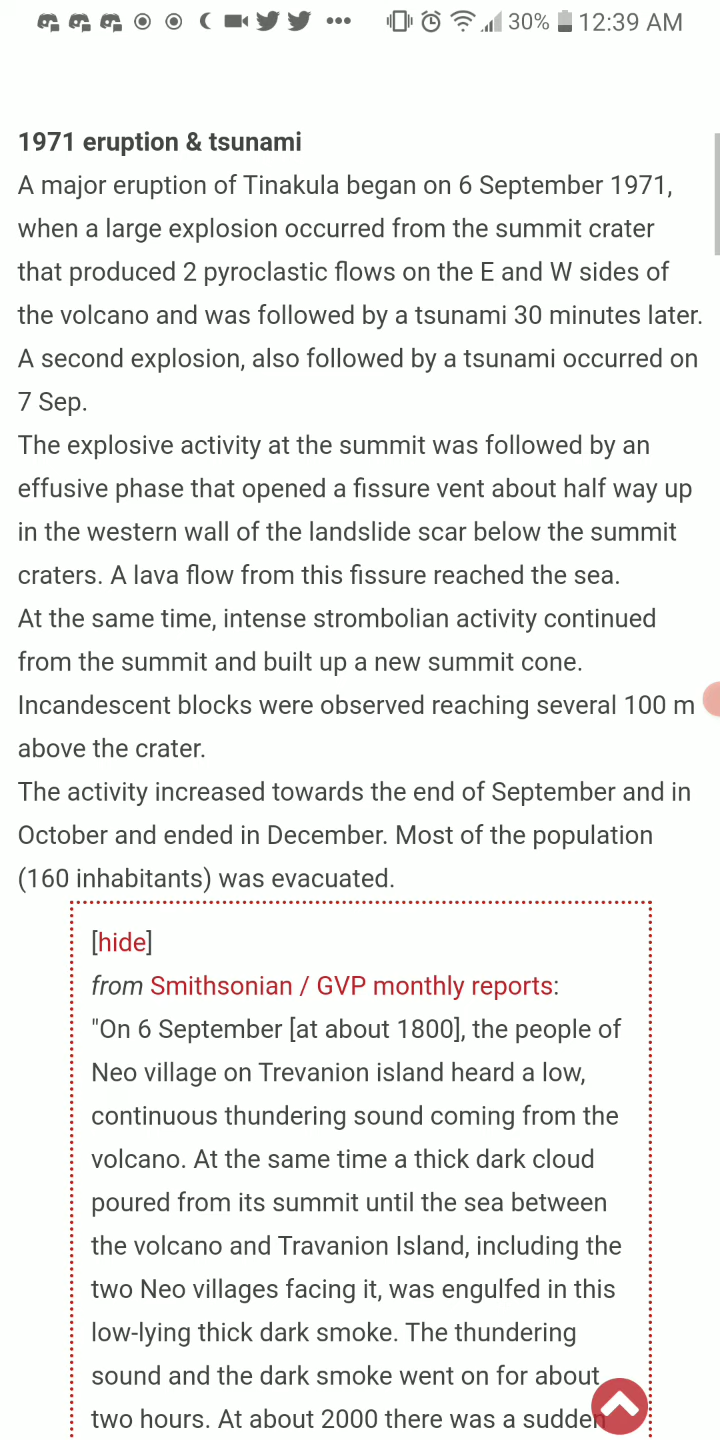 30% 12:39 AM
1971 eruption & tsunami
A major eruption of Tinakula began on 6 September 1971,
when a large explosion occurred from the summit crater
that produced 2 pyroclastic flows on the E and W sides of
the volcano and was followed by a tsunami 30 minutes later.
A second explosion, also followed by a tsunami occurred on
7 Sep.
The explosive activity at the summit was followed by an
effusive phase that opened a fissure vent about half way up
in the western wall of the landslide scar below the summit
craters. A lava flow from this fissure reached the sea.
At the same time, intense strombolian activity continued
from the summit and built up a new summit cone.
Incandescent blocks were observed reaching several 100 m
above the crater.
The activity increased towards the end of September and in
October and ended in December. Most of the population
(160 inhabitants) was evacuated.
[hide]
from Smithsonian / GVP monthly reports:
"On 6 September [at about 1800], the people of
Neo village on Trevanion island heard a low,
continuous thundering sound coming from the
volcano. At the same time a thick dark cloud
poured from its summit until the sea between
the volcano and Travanion Island, including the
two Neo villages facing it, was engulfed in this
low-lying thick dark smoke. The thundering
sound and the dark smoke went on for about
two hours. At about 2000 there was a sudden